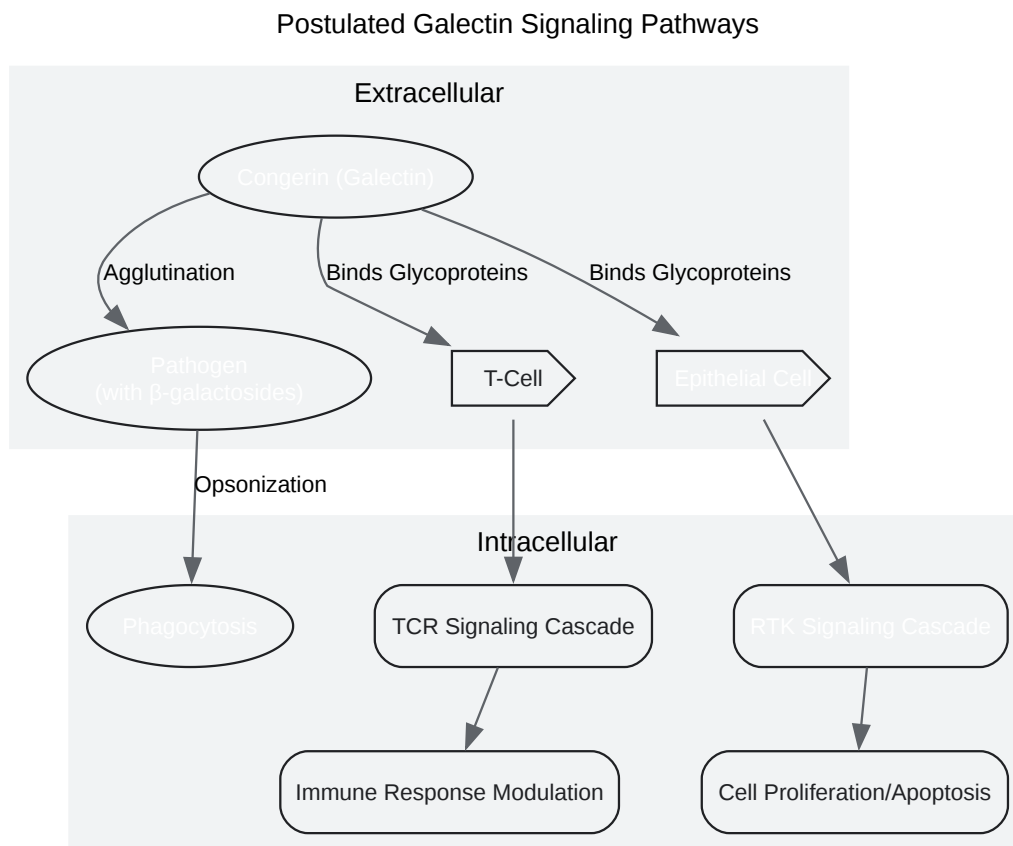 Postulated Galectin Signaling Pathways
Extracellular
Congerin (Galectin)
Agglutination
Binds Glycoproteins
Binds Glycoproteins
Pathogen
(with β-galactosides)
T-Cell
Epithelial Cell
Opsonization
Intracellular
Phagocytosis
TCR Signaling Cascade
RTK Signaling Cascade
Immune Response Modulation
Cell Proliferation/Apoptosis